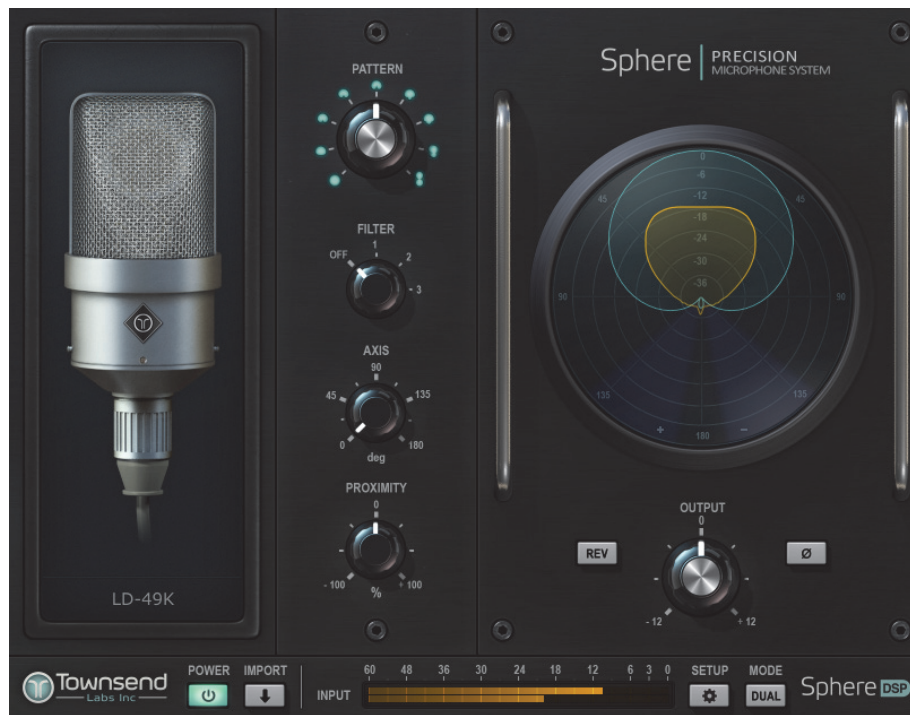 PATTERN
Sphere PRECISION
MICROPHONE SYSTEM
FILTER
OFF 1 2 3
AXIS
0 45 90 135 180
deg
PROXIMITY
0
- 100 % + 100
0
-6
-12
-18
-24
-30
-36
45 45
90 90
135 135
+ 180 -
OUTPUT
0
REV
Ø
- 12 + 12
LD-49K
Townsend
Labs Inc
POWER IMPORT
INPUT 60 48 36 30 24 18 12 6 3 0
SETUP MODE
DUAL
Sphere DSP